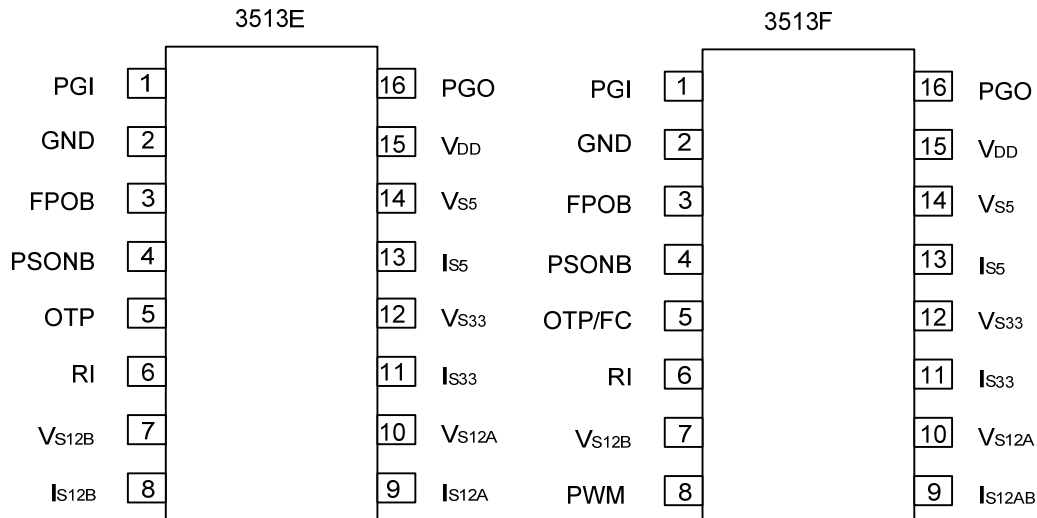 3513E
PGI 1 16 PGO
GND 2 15 VDD
FPOB 3 14 VS5
PSONB 4 13 IS5
OTP 5 12 VS33
RI 6 11 IS33
VS12B 7 10 VS12A
IS12B 8 9 IS12A
3513F
PGI 1 16 PGO
GND 2 15 VDD
FPOB 3 14 VS5
PSONB 4 13 IS5
OTP/FC 5 12 VS33
RI 6 11 IS33
VS12B 7 10 VS12A
PWM 8 9 IS12AB